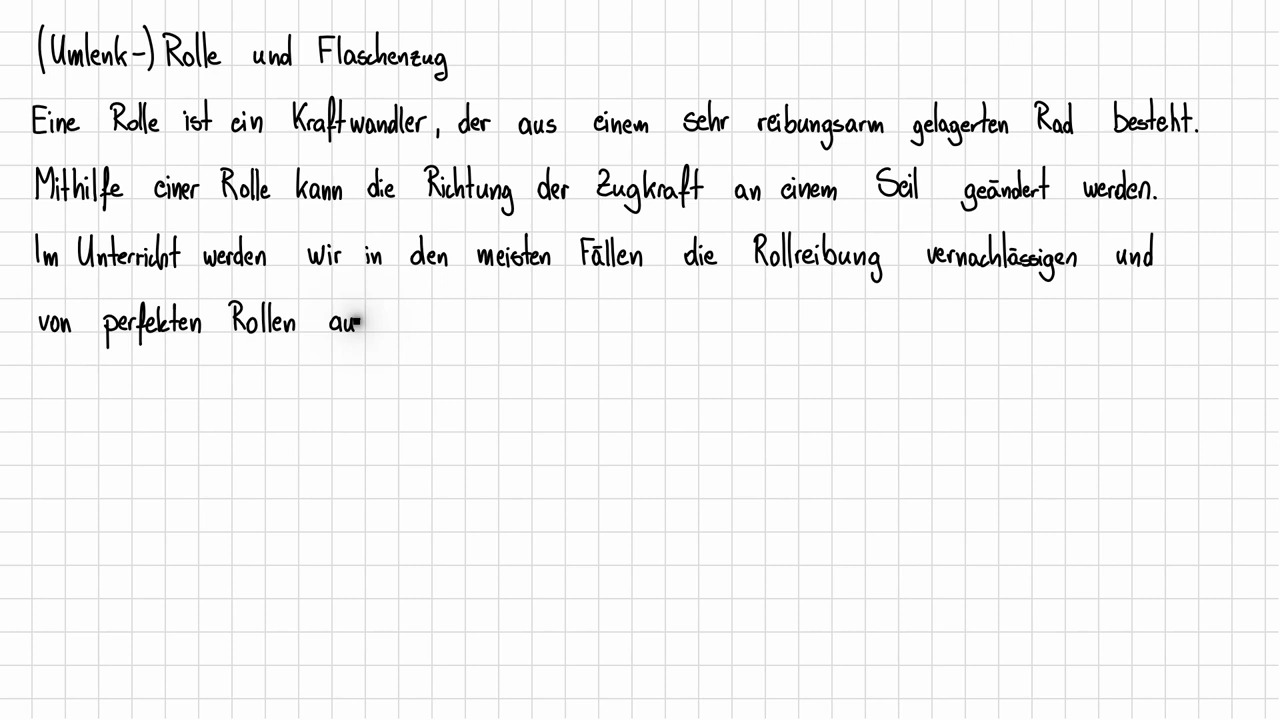 (Umlenk-) Rolle und Flaschenzug
Eine Rolle ist ein Kraftwandler, der aus einem sehr reibungsarm gelagerten Rad besteht.
Mithilfe einer Rolle kann die Richtung der Zugkraft an einem Seil geändert werden.
Im Unterricht werden wir in den meisten Fällen die Rollreibung vernachlässigen und
von perfekten Rollen au